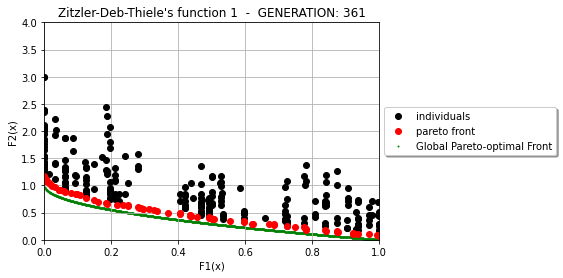 Zitzler-Deb-Thiele's function 1 - GENERATION: 361
4.0
3.5
3.0
2.5
2.0
1.5
1.0
0.5
0.0
F2(x)
0.0 0.2 0.4 0.6 0.8 1.0
F1(x)
individuals
pareto front
Global Pareto-optimal Front